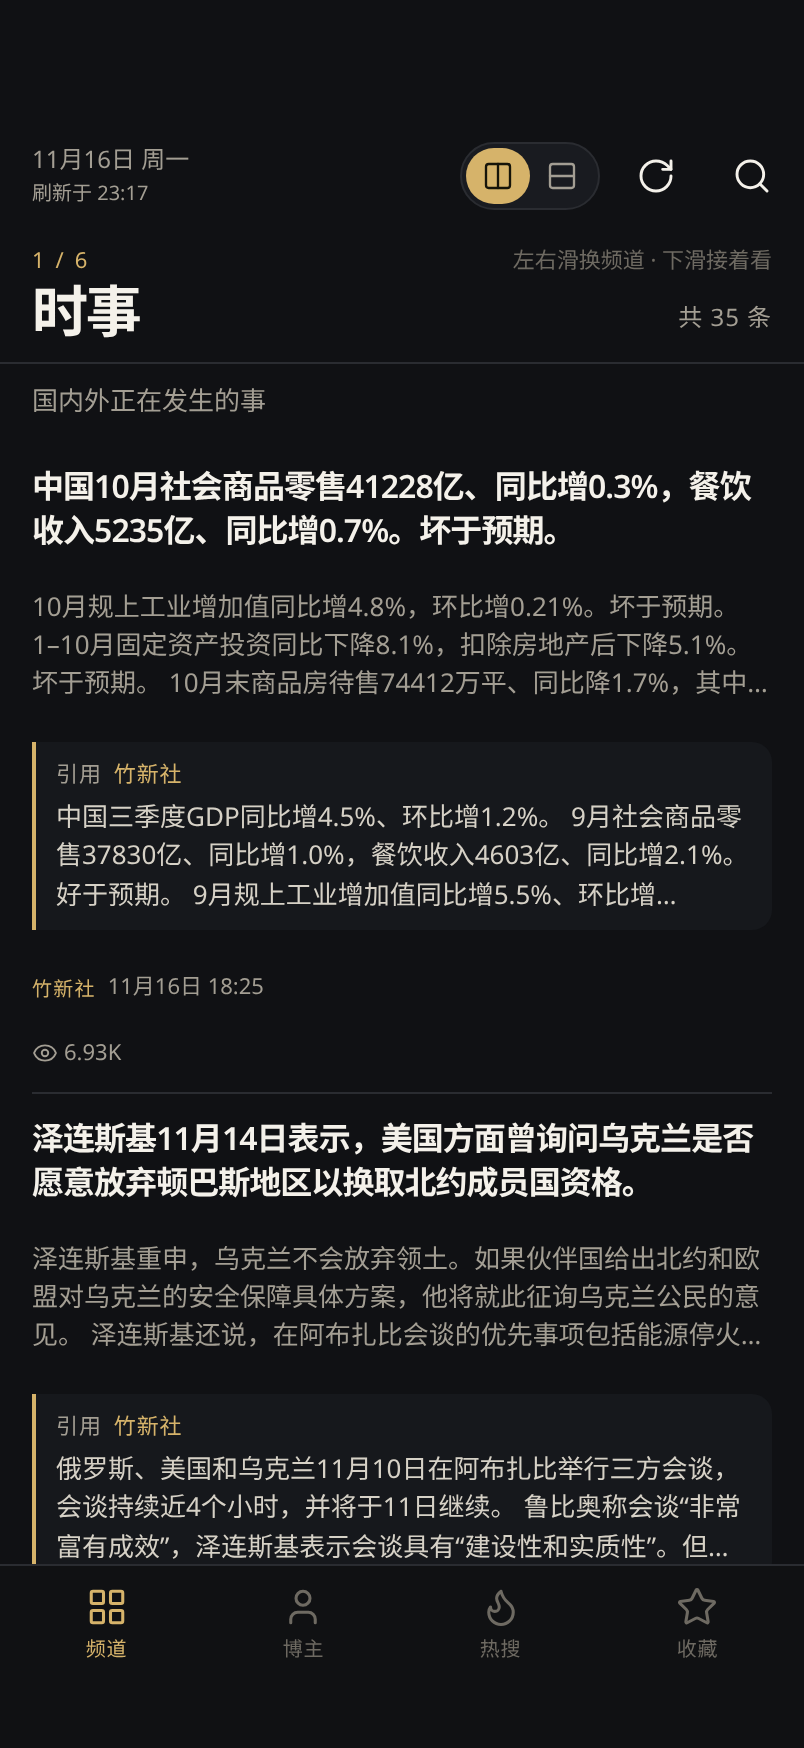 11月16日 周一
刷新于 23:17
1 / 6
左右滑换频道 · 下滑接着看
时事
共 35 条
国内外正在发生的事
中国10月社会商品零售41228亿、同比增0.3%，餐饮
收入5235亿、同比增0.7%。坏于预期。
10月规上工业增加值同比增4.8%，环比增0.21%。坏于预期。
1–10月固定资产投资同比下降8.1%，扣除房地产后下降5.1%。
坏于预期。 10月末商品房待售74412万平、同比降1.7%，其中...
引用 竹新社
中国三季度GDP同比增4.5%、环比增1.2%。 9月社会商品零
售37830亿、同比增1.0%，餐饮收入4603亿、同比增2.1%。
好于预期。 9月规上工业增加值同比增5.5%、环比增...
竹新社 11月16日 18:25
6.93K
泽连斯基11月14日表示，美国方面曾询问乌克兰是否
愿意放弃顿巴斯地区以换取北约成员国资格。
泽连斯基重申，乌克兰不会放弃领土。如果伙伴国给出北约和欧
盟对乌克兰的安全保障具体方案，他将就此征询乌克兰公民的意
见。 泽连斯基还说，在阿布扎比会谈的优先事项包括能源停火...
引用 竹新社
俄罗斯、美国和乌克兰11月10日在阿布扎比举行三方会谈，
会谈持续近4个小时，并将于11日继续。 鲁比奥称会谈“非常
富有成效”，泽连斯基表示会谈具有“建设性和实质性”。但...
频道
博主
热搜
收藏